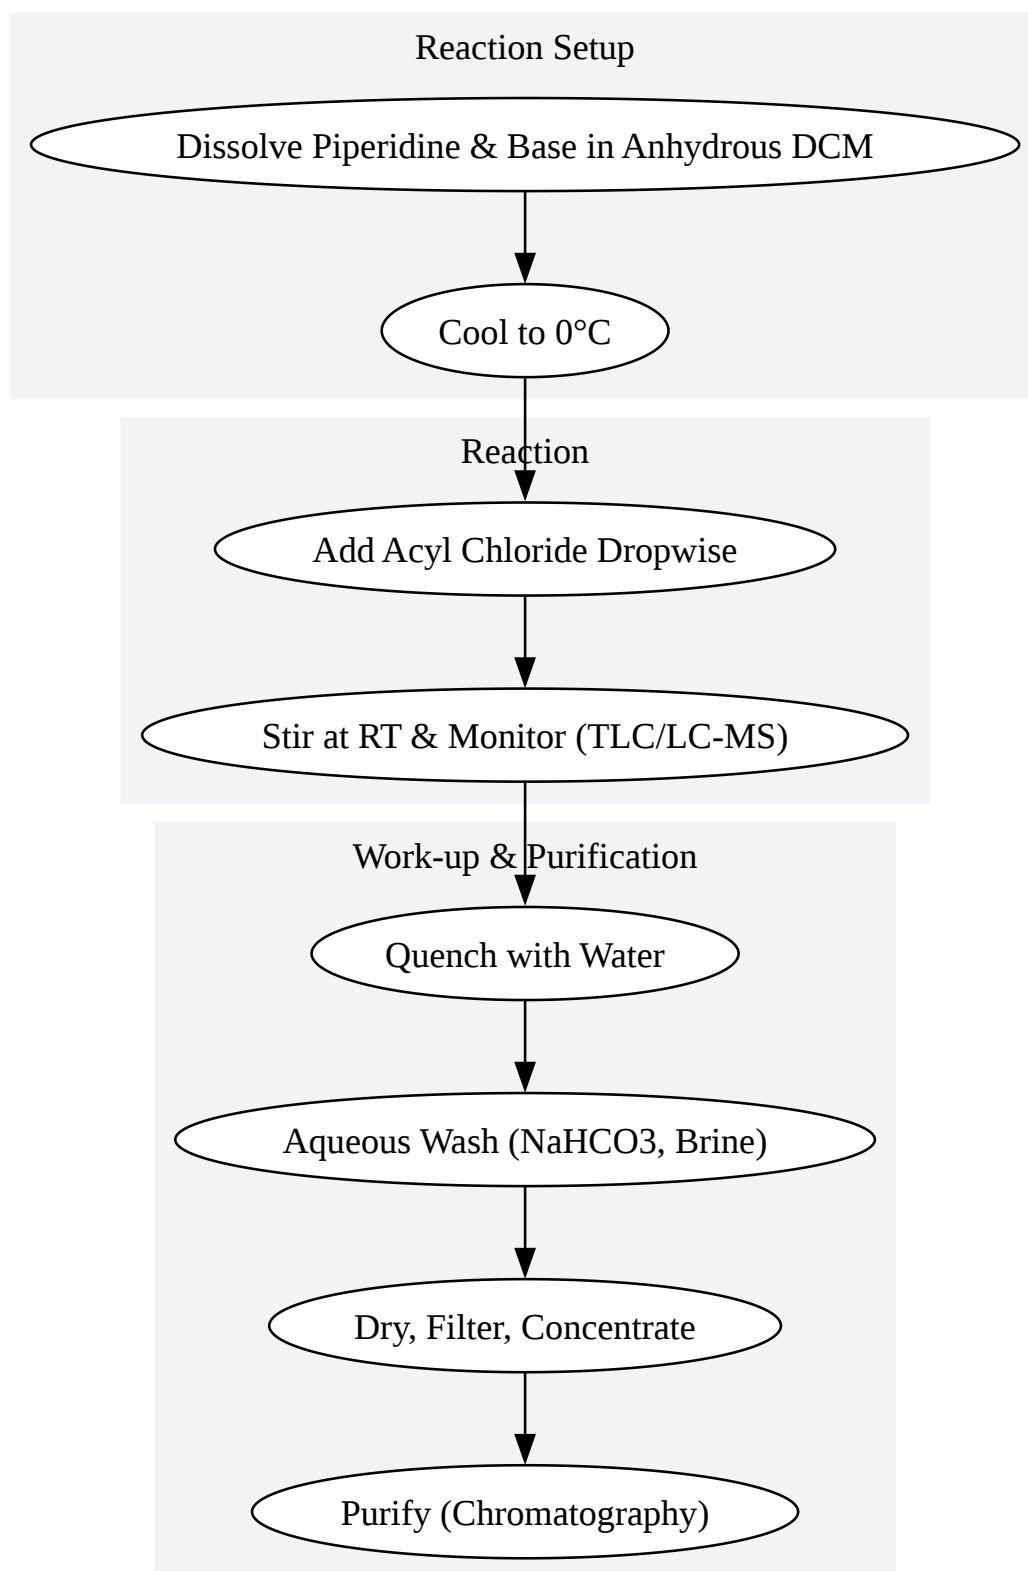 Reaction Setup
Dissolve Piperidine & Base in Anhydrous DCM
Cool to 0°C
Reaction
Add Acyl Chloride Dropwise
Stir at RT & Monitor (TLC/LC-MS)
Work-up & Purification
Quench with Water
Aqueous Wash (NaHCO3, Brine)
Dry, Filter, Concentrate
Purify (Chromatography)